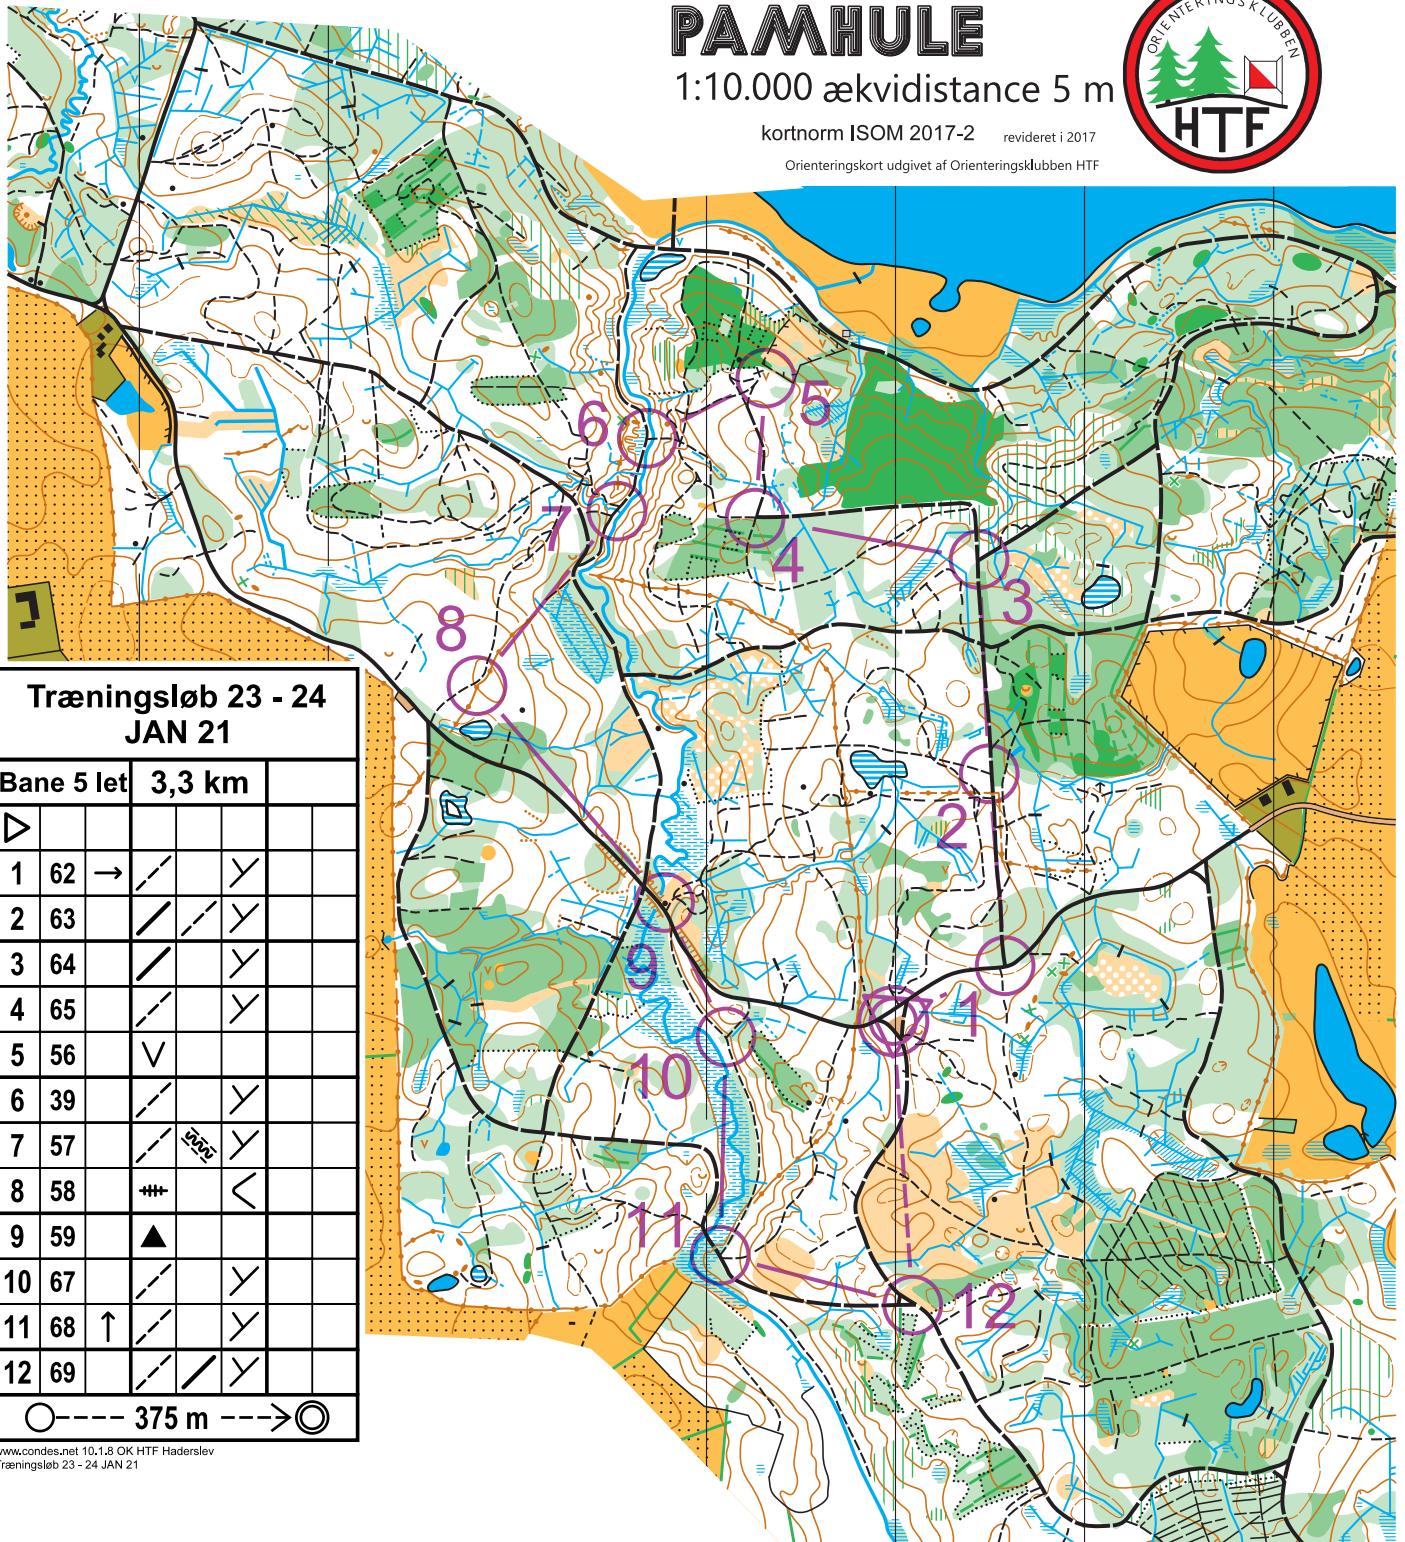 PAMHULE
1:10.000 ækvidistance 5 m
kortnorm ISOM 2017-2 revideret i 2017
Orienteringskort udgivet af Orienteringsklubben HTF
ORIENTERINGSKLUBBEN
HTF
5
6
7
4
3
8
2
9
1
10
11
12
Træningsløb 23 - 24
JAN 21
Bane 5 let 3,3 km
1 62
2 63
3 64
4 65
5 56
6 39
7 57
8 58
9 59
10 67
11 68
12 69
375 m
www.condes.net 10.1.8 OK HTF Haderslev
Træningsløb 23 - 24 JAN 21